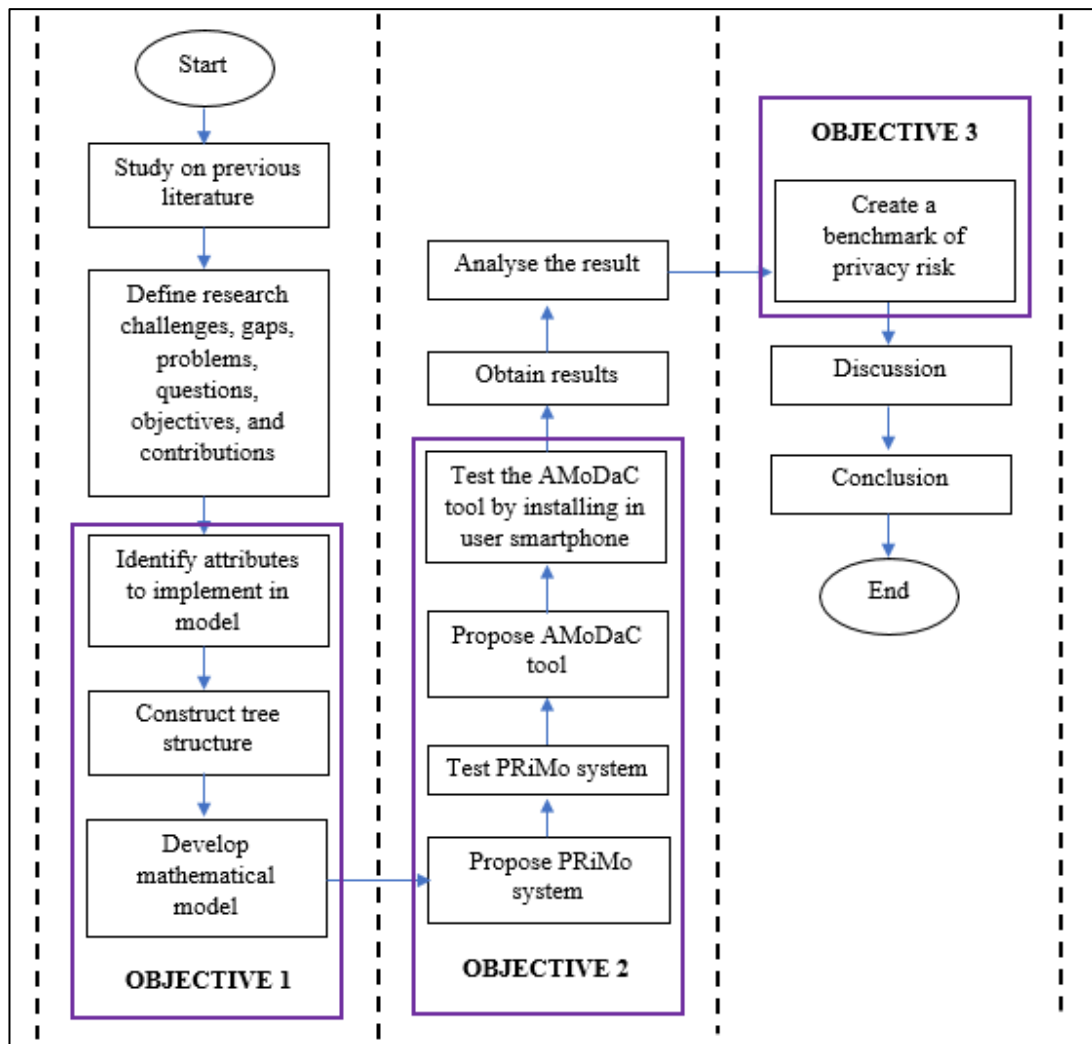 Start
Study on previous
literature
Define research
challenges, gaps,
problems,
questions,
objectives, and
contributions
Identify attributes
to implement in
model
Construct tree
structure
Develop
mathematical
model
OBJECTIVE 1
Propose PRiMo
system
OBJECTIVE 2
Test PRiMo system
Propose AMoDaC
tool
Test the AMoDaC
tool by installing in
user smartphone
Obtain results
Analyse the result
OBJECTIVE 3
Create a
benchmark of
privacy risk
Discussion
Conclusion
End